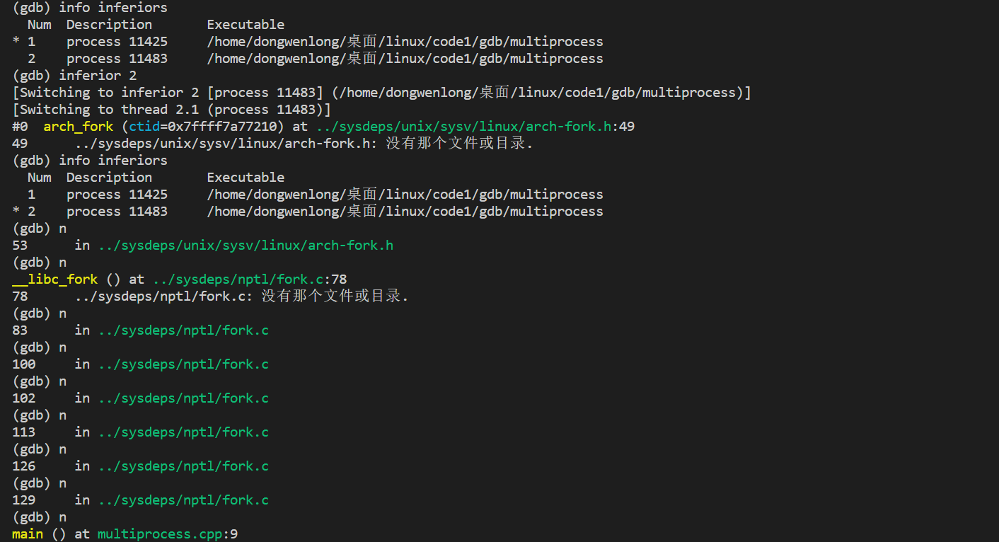 (gdb) info inferiors
  Num  Description       Executable
* 1    process 11425     /home/dongwenlong/桌面/linux/code1/gdb/multiprocess
  2    process 11483     /home/dongwenlong/桌面/linux/code1/gdb/multiprocess
(gdb) inferior 2
[Switching to inferior 2 [process 11483] (/home/dongwenlong/桌面/linux/code1/gdb/multiprocess)]
[Switching to thread 2.1 (process 11483)]
#0  arch_fork (ctid=0x7ffff7a77210) at ../sysdeps/unix/sysv/linux/arch-fork.h:49
49      ../sysdeps/unix/sysv/linux/arch-fork.h: 没有那个文件或目录.
(gdb) info inferiors
  Num  Description       Executable
  1    process 11425     /home/dongwenlong/桌面/linux/code1/gdb/multiprocess
* 2    process 11483     /home/dongwenlong/桌面/linux/code1/gdb/multiprocess
(gdb) n
53      in ../sysdeps/unix/sysv/linux/arch-fork.h
(gdb) n
__libc_fork () at ../sysdeps/nptl/fork.c:78
78      ../sysdeps/nptl/fork.c: 没有那个文件或目录.
(gdb) n
83      in ../sysdeps/nptl/fork.c
(gdb) n
100     in ../sysdeps/nptl/fork.c
(gdb) n
102     in ../sysdeps/nptl/fork.c
(gdb) n
113     in ../sysdeps/nptl/fork.c
(gdb) n
126     in ../sysdeps/nptl/fork.c
(gdb) n
129     in ../sysdeps/nptl/fork.c
(gdb) n
main () at multiprocess.cpp:9